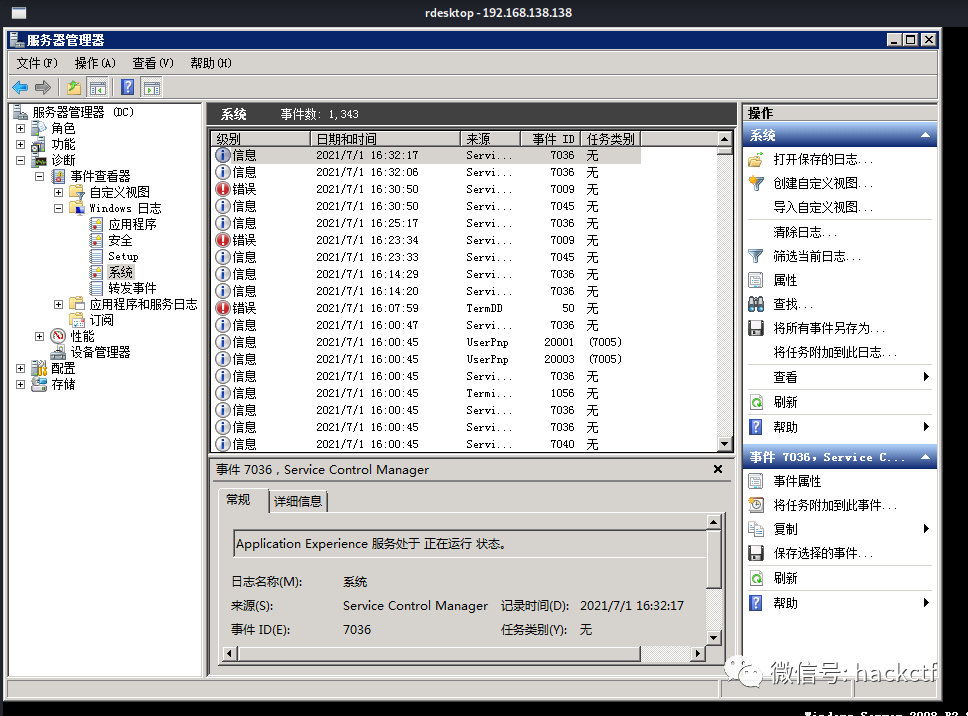 rdesktop - 192.168.138.138
服务器管理器
文件(F) 操作(A) 查看(V) 帮助(H)
服务器管理器 (DC)
角色
功能
诊断
事件查看器
自定义视图
Windows 日志
应用程序
安全
Setup
系统
转发事件
应用程序和服务日志
订阅
性能
设备管理器
配置
存储
系统 事件数: 1,343
级别 日期和时间 来源 事件 ID 任务类别
信息 2021/7/1 16:32:17 Servi... 7036 无
信息 2021/7/1 16:32:06 Servi... 7036 无
错误 2021/7/1 16:30:50 Servi... 7009 无
信息 2021/7/1 16:30:50 Servi... 7045 无
信息 2021/7/1 16:25:17 Servi... 7036 无
错误 2021/7/1 16:23:34 Servi... 7009 无
信息 2021/7/1 16:23:33 Servi... 7045 无
信息 2021/7/1 16:14:29 Servi... 7036 无
信息 2021/7/1 16:14:20 Servi... 7036 无
错误 2021/7/1 16:07:59 TermDD 50 无
信息 2021/7/1 16:00:47 Servi... 7036 无
信息 2021/7/1 16:00:45 UserPnp 20001 (7005)
信息 2021/7/1 16:00:45 UserPnp 20003 (7005)
信息 2021/7/1 16:00:45 Servi... 7036 无
信息 2021/7/1 16:00:45 Termi... 1056 无
信息 2021/7/1 16:00:45 Servi... 7036 无
信息 2021/7/1 16:00:45 Servi... 7036 无
信息 2021/7/1 16:00:45 Servi... 7040 无
事件 7036，Service Control Manager
常规 详细信息
Application Experience 服务处于 正在运行 状态。
日志名称(M): 系统
来源(S): Service Control Manager 记录时间(D): 2021/7/1 16:32:17
事件 ID(E): 7036 任务类别(Y): 无
操作
系统
打开保存的日志...
创建自定义视图...
导入自定义视图...
清除日志...
筛选当前日志...
属性
查找...
将所有事件另存为...
将任务附加到此日志...
查看
刷新
帮助
事件 7036，Service C...
事件属性
将任务附加到此事件...
复制
保存选择的事件...
刷新
帮助
微信号: hackctf